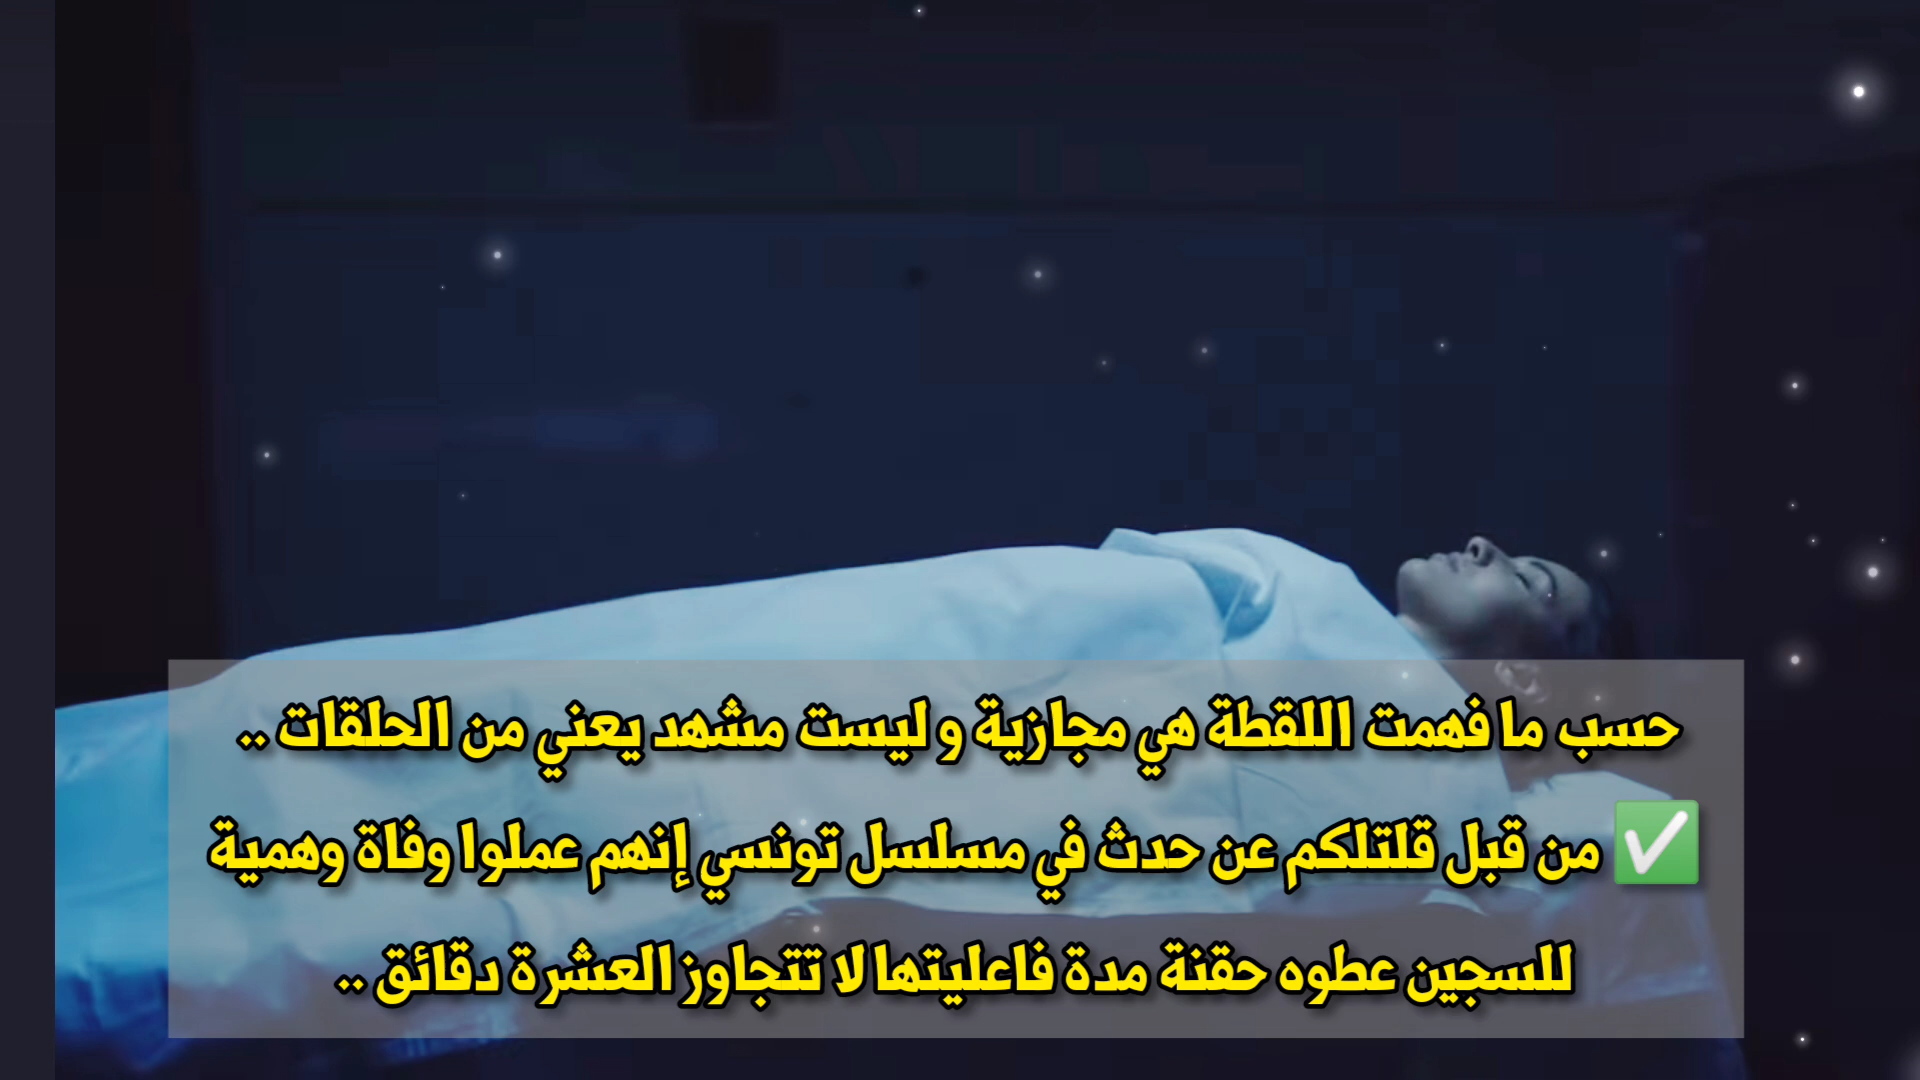 حسب ما فهمت اللقطة هي مجازية و ليست مشهد يعني من الحلقات ..
✅ من قبل قلتلكم عن حدث في مسلسل تونسي إنهم عملوا وفاة وهمية
للسجين عطوه حقنة مدة فاعليتها لا تتجاوز العشرة دقائق ..